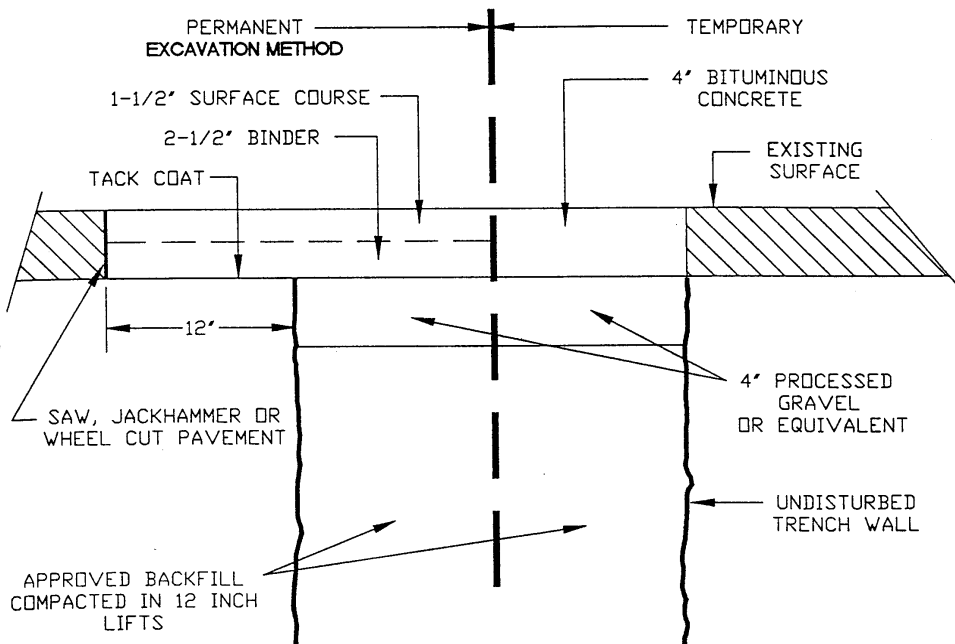 PERMANENT
EXCAVATION METHOD
TEMPORARY
1-1/2" SURFACE COURSE
2-1/2" BINDER
TACK COAT
4" BITUMINOUS
CONCRETE
EXISTING
SURFACE
12"
SAW, JACKHAMMER OR
WHEEL CUT PAVEMENT
4" PROCESSED
GRAVEL
OR EQUIVALENT
UNDISTURBED
TRENCH WALL
APPROVED BACKFILL
COMPACTED IN 12 INCH
LIFTS